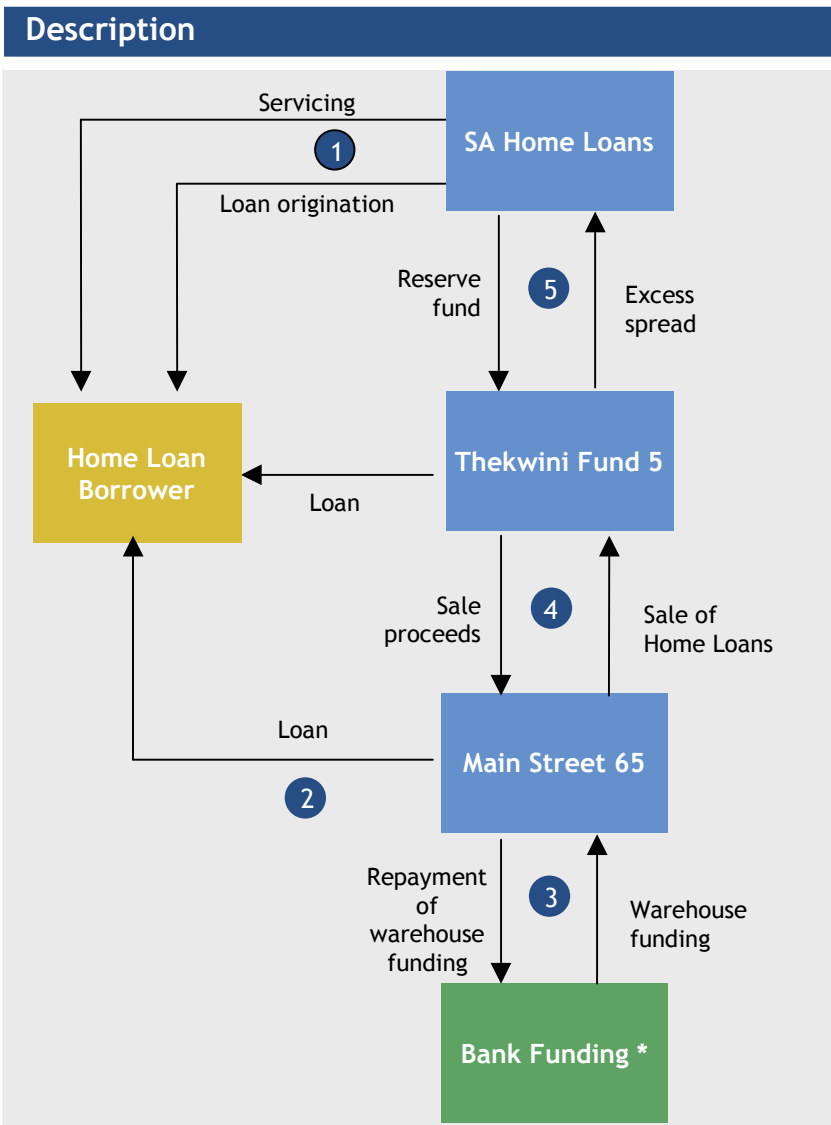 Description
Servicing
1
SA Home Loans
Loan origination
Reserve
fund
5
Excess
spread
Home Loan
Borrower
Thekwini Fund 5
Loan
Sale
proceeds
4
Sale of
Home Loans
Loan
2
Main Street 65
Repayment
of
warehouse
funding
3
Warehouse
funding
Bank Funding *